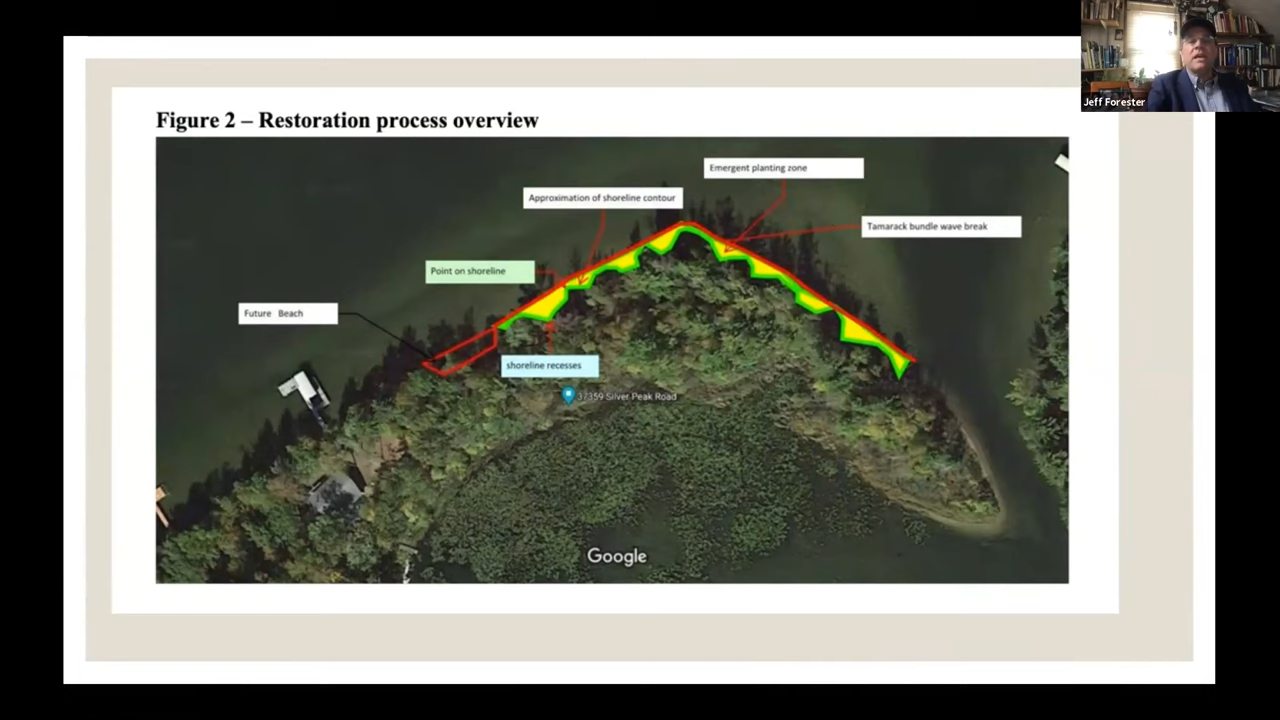 Jeff Forester
Figure 2 – Restoration process overview
Emergent planting zone
Approximation of shoreline contour
Tamarack bundle wave break
Point on shoreline
Future Beach
shoreline recesses
37359 Silver Peak Road
Google